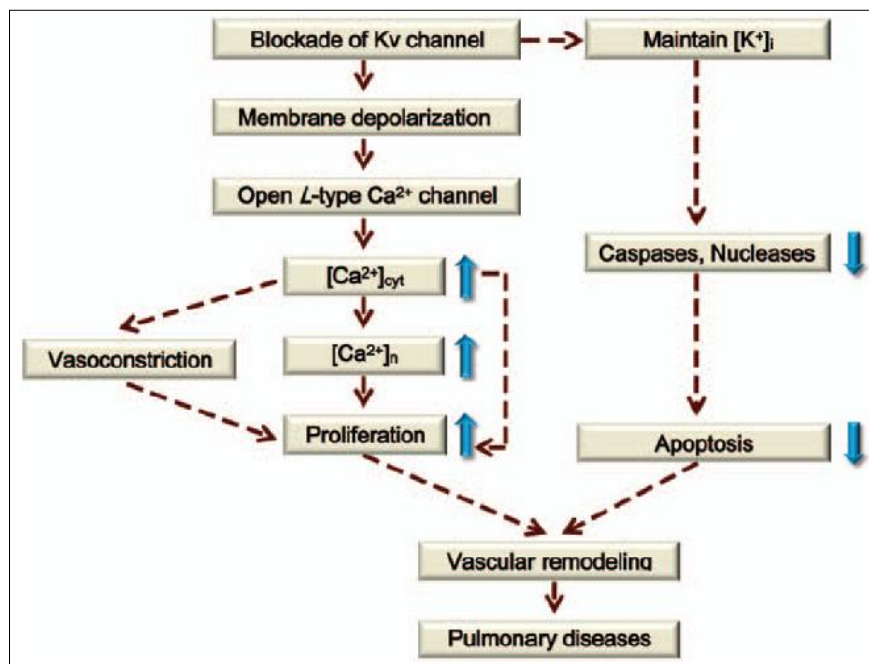 Blockade of Kv channel
Maintain [K⁺]ᵢ
Membrane depolarization
Open L-type Ca²⁺ channel
Caspases, Nucleases
[Ca²⁺]cyt
Vasoconstriction
[Ca²⁺]n
Proliferation
Apoptosis
Vascular remodeling
Pulmonary diseases